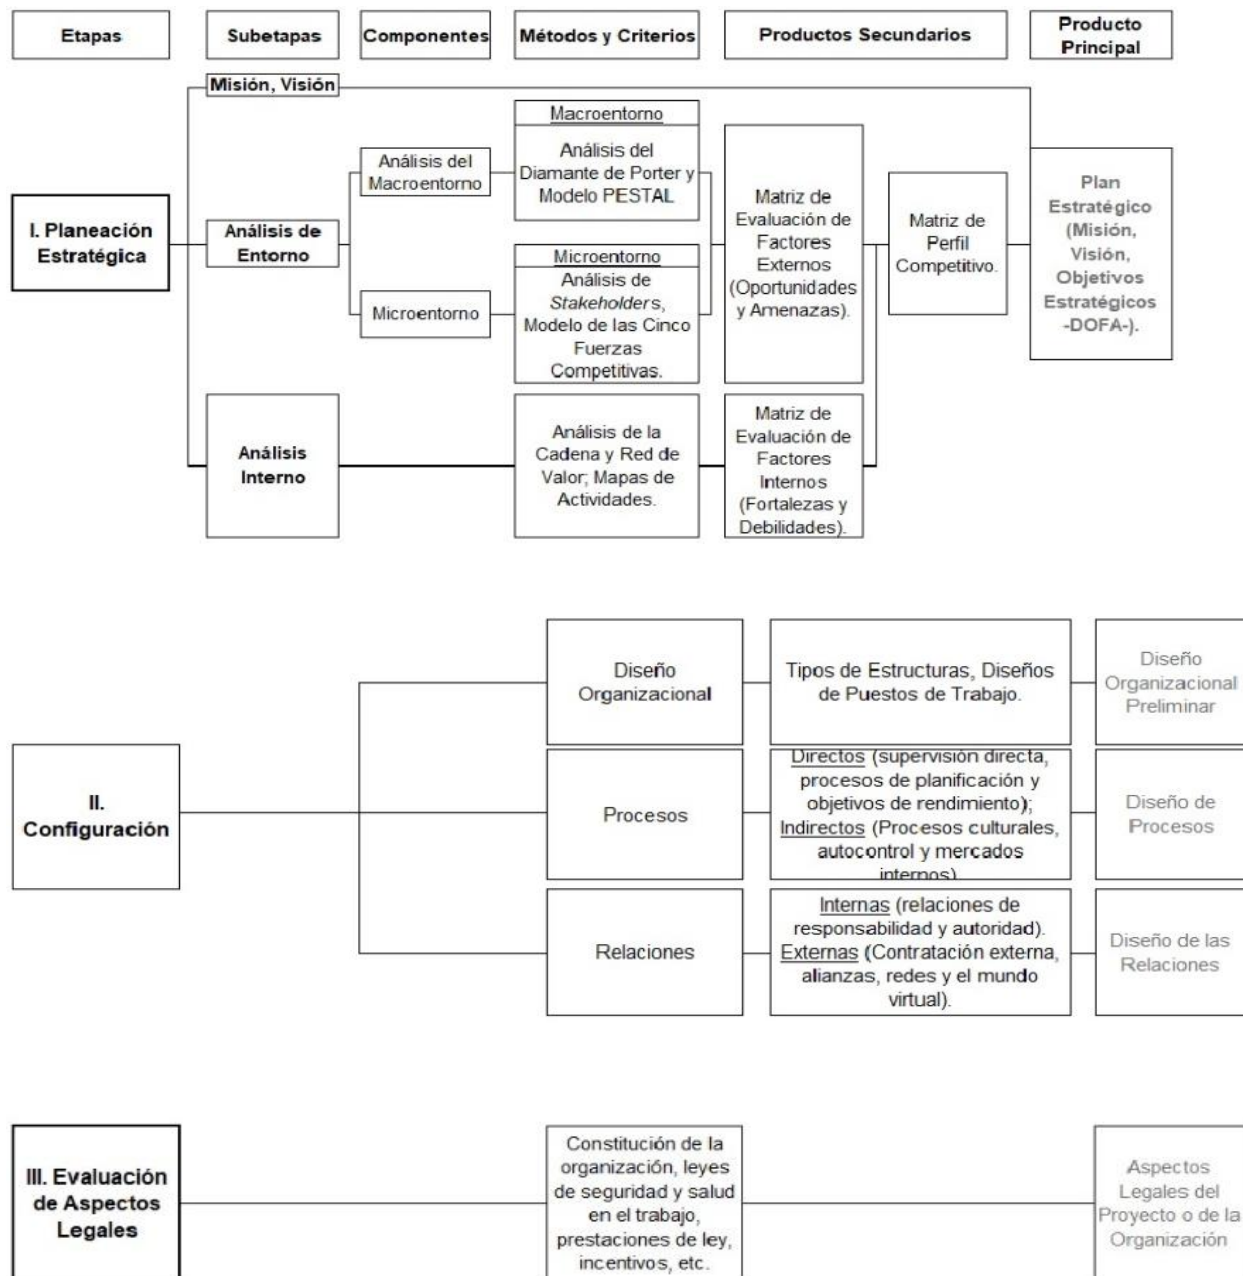 Etapas
Subetapas
Componentes
Métodos y Criterios
Productos Secundarios
Producto
Principal
Misión, Visión
I. Planeación
Estratégica
Análisis de
Entorno
Análisis del
Macroentorno
Microentorno
Macroentorno
Análisis del
Diamante de Porter y
Modelo PESTAL
Microentorno
Análisis de
Stakeholders,
Modelo de las Cinco
Fuerzas
Competitivas.
Matriz de
Evaluación de
Factores
Externos
(Oportunidades
y Amenazas).
Matriz de
Perfil
Competitivo.
Plan
Estratégico
(Misión,
Visión,
Objetivos
Estratégicos
-DOFA-).
Análisis
Interno
Análisis de la
Cadena y Red de
Valor; Mapas de
Actividades.
Matriz de
Evaluación de
Factores
Internos
(Fortalezas y
Debilidades).
II.
Configuración
Diseño
Organizacional
Tipos de Estructuras, Diseños
de Puestos de Trabajo.
Diseño
Organizacional
Preliminar
Procesos
Directos (supervisión directa,
procesos de planificación y
objetivos de rendimiento);
Indirectos (Procesos culturales,
autocontrol y mercados
internos)
Diseño de
Procesos
Relaciones
Internas (relaciones de
responsabilidad y autoridad).
Externas (Contratación externa,
alianzas, redes y el mundo
virtual).
Diseño de las
Relaciones
III. Evaluación
de Aspectos
Legales
Constitución de la
organización, leyes
de seguridad y salud
en el trabajo,
prestaciones de ley,
incentivos, etc.
Aspectos
Legales del
Proyecto o de la
Organización